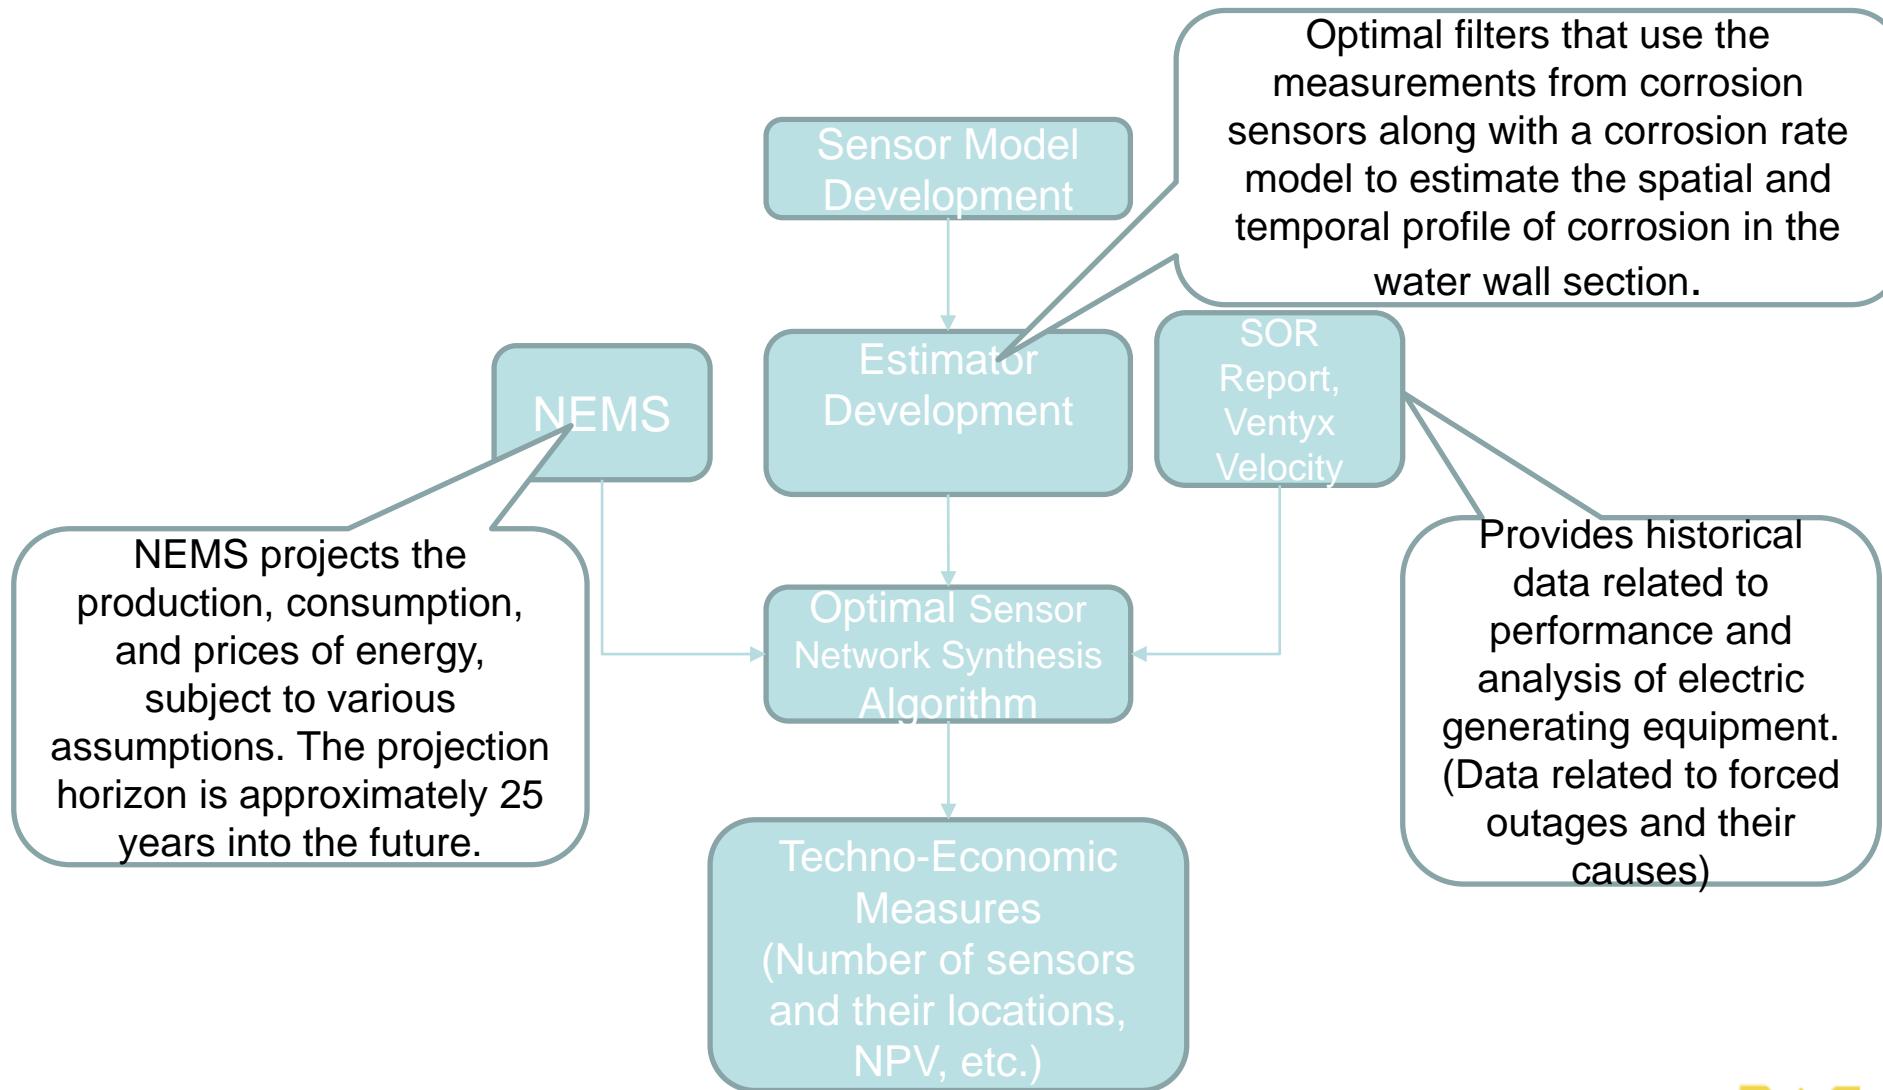 Optimal filters that use the
measurements from corrosion
sensors along with a corrosion rate
model to estimate the spatial and
temporal profile of corrosion in the
water wall section.
Sensor Model
Development
Estimator
Development
SOR
Report,
Ventyx
Velocity
NEMS
NEMS projects the
production, consumption,
and prices of energy,
subject to various
assumptions. The projection
horizon is approximately 25
years into the future.
Optimal Sensor
Network Synthesis
Algorithm
Provides historical
data related to
performance and
analysis of electric
generating equipment.
(Data related to forced
outages and their
causes)
Techno-Economic
Measures
(Number of sensors
and their locations,
NPV, etc.)